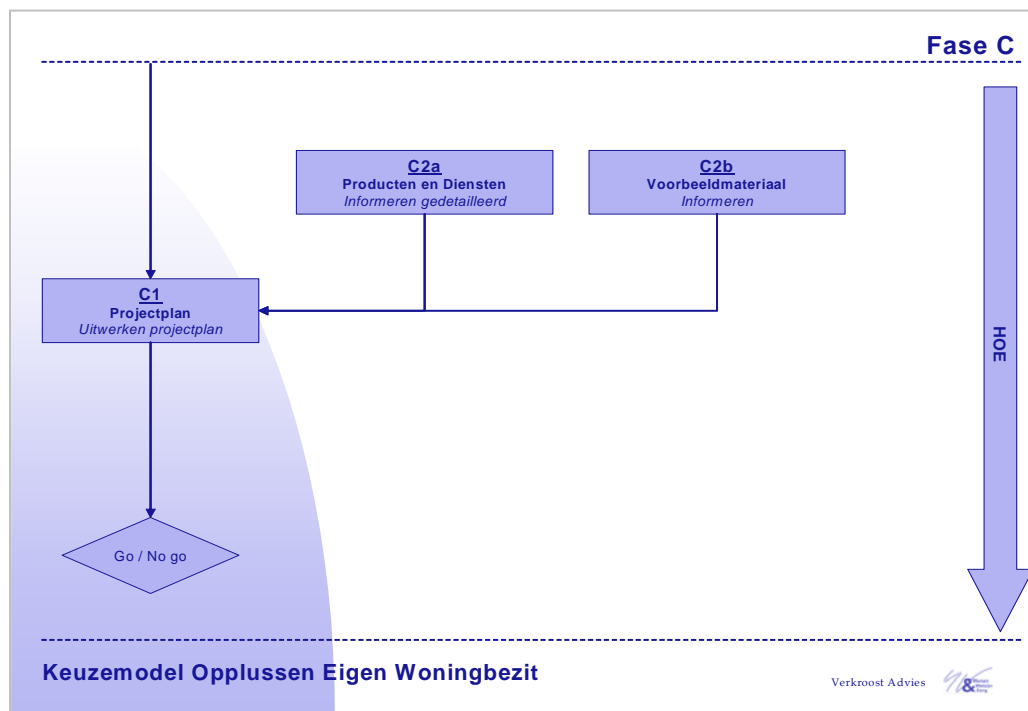 Fase C
C2a
Producten en Diensten
Informeren gedetailleerd
C2b
Voorbeeldmateriaal
Informeren
C1
Projectplan
Uitwerken projectplan
HOE
Go / No go
Keuzemodel Opplussen Eigen Woningbezit
Verkroost Advies
&